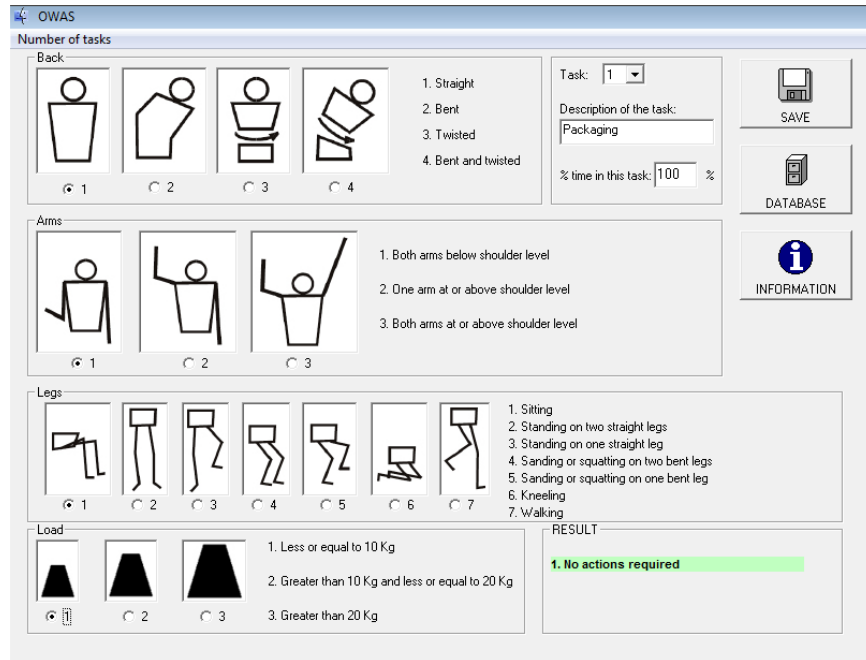 OWAS
Number of tasks
Back
1. Straight
2. Bent
3. Twisted
4. Bent and twisted
1 2 3 4
Task: 1
Description of the task:
Packaging
% time in this task: 100 %
SAVE
DATABASE
INFORMATION
Arms
1. Both arms below shoulder level
2. One arm at or above shoulder level
3. Both arms at or above shoulder level
1 2 3
Legs
1. Sitting
2. Standing on two straight legs
3. Standing on one straight leg
4. Sanding or squatting on two bent legs
5. Sanding or squatting on one bent leg
6. Kneeling
7. Walking
1 2 3 4 5 6 7
Load
1. Less or equal to 10 Kg
2. Greater than 10 Kg and less or equal to 20 Kg
3. Greater than 20 Kg
1 2 3
RESULT
1. No actions required